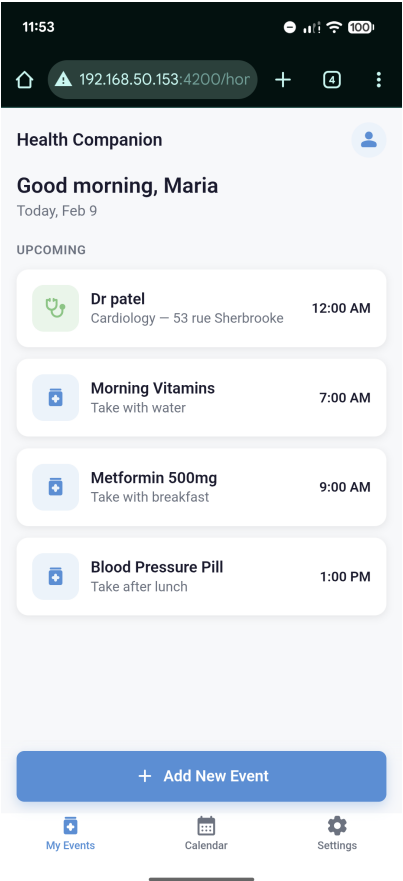 11:53
100
192.168.50.153:4200/hor
4
Health Companion
Good morning, Maria
Today, Feb 9
UPCOMING
Dr patel
Cardiology — 53 rue Sherbrooke
12:00 AM
Morning Vitamins
Take with water
7:00 AM
Metformin 500mg
Take with breakfast
9:00 AM
Blood Pressure Pill
Take after lunch
1:00 PM
Add New Event
My Events
Calendar
Settings